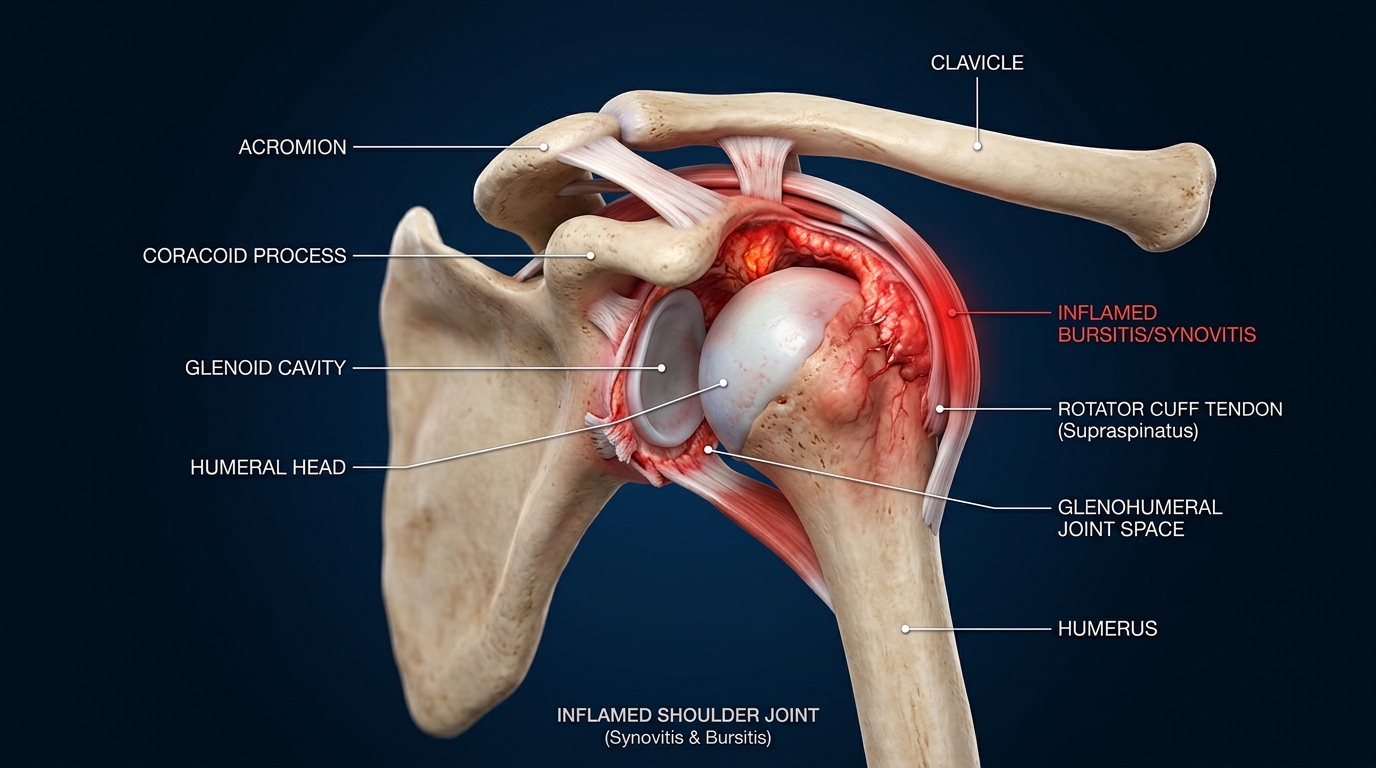 CLAVICLE
ACROMION
CORACOID PROCESS
INFLAMED
BURSITIS/SYNOVITIS
GLENOID CAVITY
ROTATOR CUFF TENDON
(Supraspinatus)
HUMERAL HEAD
GLENOHUMERAL
JOINT SPACE
HUMERUS
INFLAMED SHOULDER JOINT
(Synovitis & Bursitis)